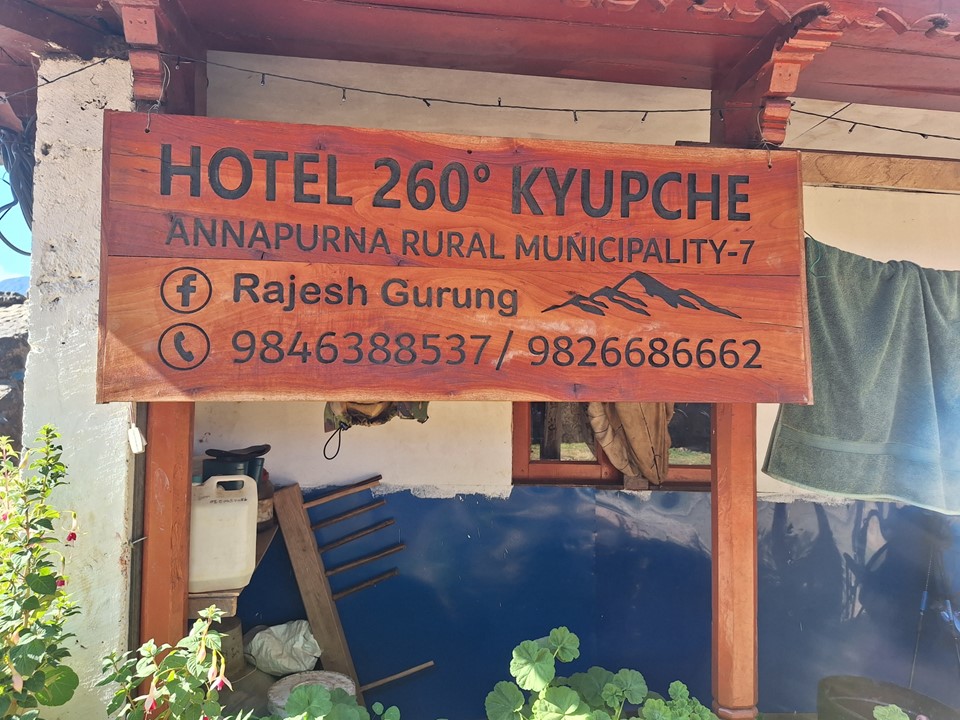 HOTEL 260° KYUPCHE
ANNAPURNA RURAL MUNICIPALITY-7
f Rajesh Gurung
9846388537/ 9826686662